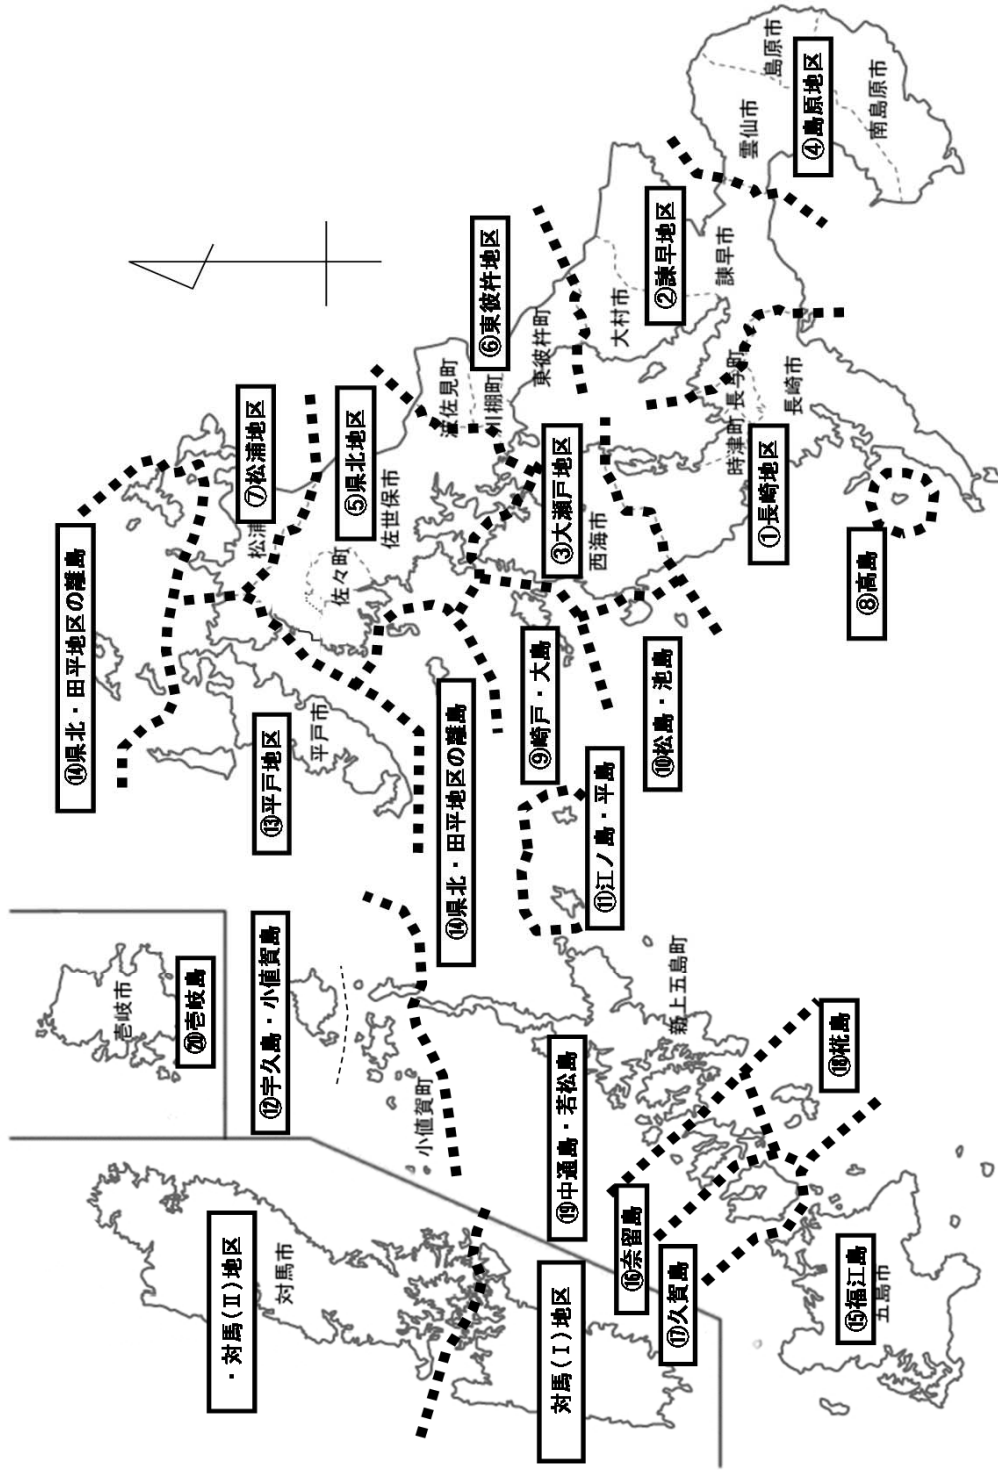 ⑭県北・田平地区の離島
⑦松浦地区
松浦
⑤県北地区
佐世保市
佐々町
⑬平戸地区
平戸市
⑳壱岐島
壱岐市
⑫宇久島・小値賀島
小値賀町
・対馬(Ⅱ)地区
対馬市
対馬(Ⅰ)地区
⑭県北・田平地区の離島
⑥東彼杵地区
波佐見町
川棚町
東彼杵町
③大瀬戸地区
西海市
⑨崎戸・大島
⑪江ノ島・平島
⑩松島・池島
②諫早地区
大村市
諫早市
①長崎地区
時津町
長与町
長崎市
⑧高島
④島原地区
島原市
雲仙市
南島原市
⑲中通島・若松島
新上五島町
⑯奈留島
⑰久賀島
⑱椛島
⑮福江島
五島市